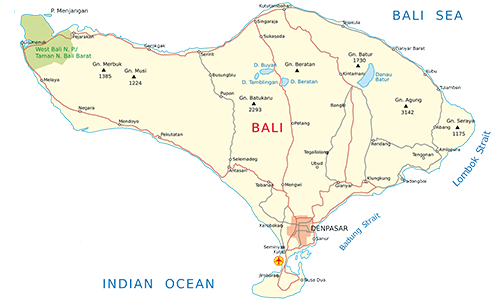 P. Menjangan
BALI SEA
Kubutambahan
Singaraja
Sukasada
Pejarakan
Gerokgak
Seririt
West Bali N. P./
Taman N. Bali Barat
Melaya
Gn. Merbuk
1385
Gn. Musi
1224
Busungbiu
D. Buyan
D. Tamblingan
D. Beratan
Gn. Beratan
Gn. Batur
1730
Kintamani
Danau
Batur
Danyar Barat
Kubu
Tulamben
Pupuan
Gn. Batukaru
2293
Gn. Agung
3142
Gn. Seraya
1175
Abang
Amlapura
Negara
Mendoyo
Pekutatan
BALI
Petang
Bangli
Tegallalang
Ubud
Rendang
Tenganan
Padangbai
Klungkung
Gianyar
Selemadeg
Antasari
Tabanan
Mengwi
Lombok Strait
Badung Strait
DENPASAR
Sanur
Kerobokan
Seminyak
Kuta
Jimbaran
Nusa Dua
INDIAN OCEAN